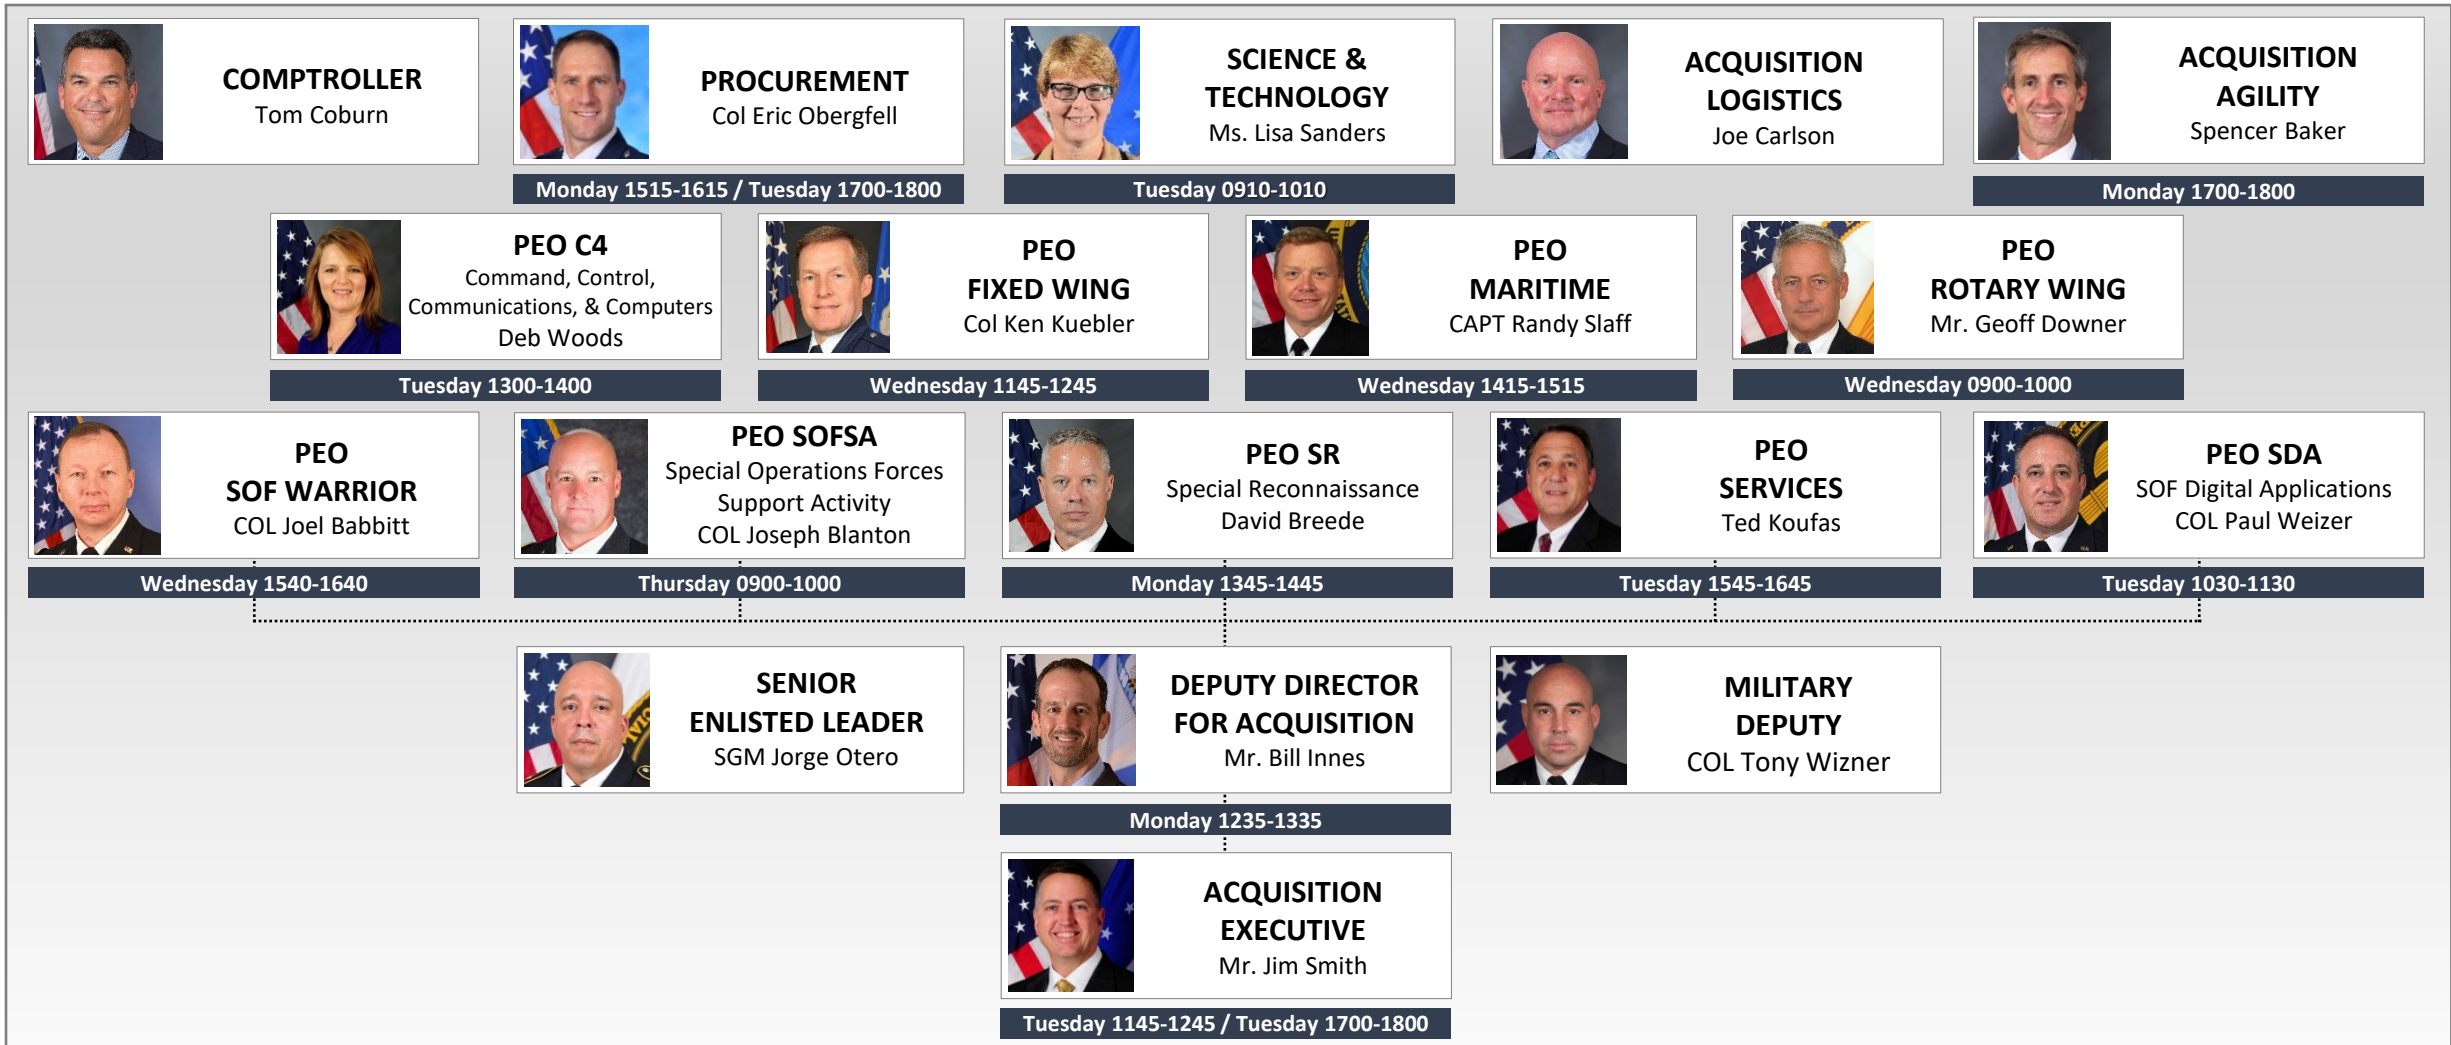 COMPTROLLER
Tom Coburn
PROCUREMENT
Col Eric Obergfell
Monday 1515-1615 / Tuesday 1700-1800
SCIENCE &
TECHNOLOGY
Ms. Lisa Sanders
Tuesday 0910-1010
ACQUISITION
LOGISTICS
Joe Carlson
ACQUISITION
AGILITY
Spencer Baker
Monday 1700-1800
PEO C4
Command, Control,
Communications, & Computers
Deb Woods
Tuesday 1300-1400
PEO
FIXED WING
Col Ken Kuebler
Wednesday 1145-1245
PEO
MARITIME
CAPT Randy Slaff
Wednesday 1415-1515
PEO
ROTARY WING
Mr. Geoff Downer
Wednesday 0900-1000
PEO
SOF WARRIOR
COL Joel Babbitt
Wednesday 1540-1640
PEO SOFSA
Special Operations Forces
Support Activity
COL Joseph Blanton
Thursday 0900-1000
PEO SR
Special Reconnaissance
David Breede
Monday 1345-1445
PEO
SERVICES
Ted Koufas
Tuesday 1545-1645
PEO SDA
SOF Digital Applications
COL Paul Weizer
Tuesday 1030-1130
SENIOR
ENLISTED LEADER
SGM Jorge Otero
DEPUTY DIRECTOR
FOR ACQUISITION
Mr. Bill Innes
Monday 1235-1335
MILITARY
DEPUTY
COL Tony Wizner
ACQUISITION
EXECUTIVE
Mr. Jim Smith
Tuesday 1145-1245 / Tuesday 1700-1800